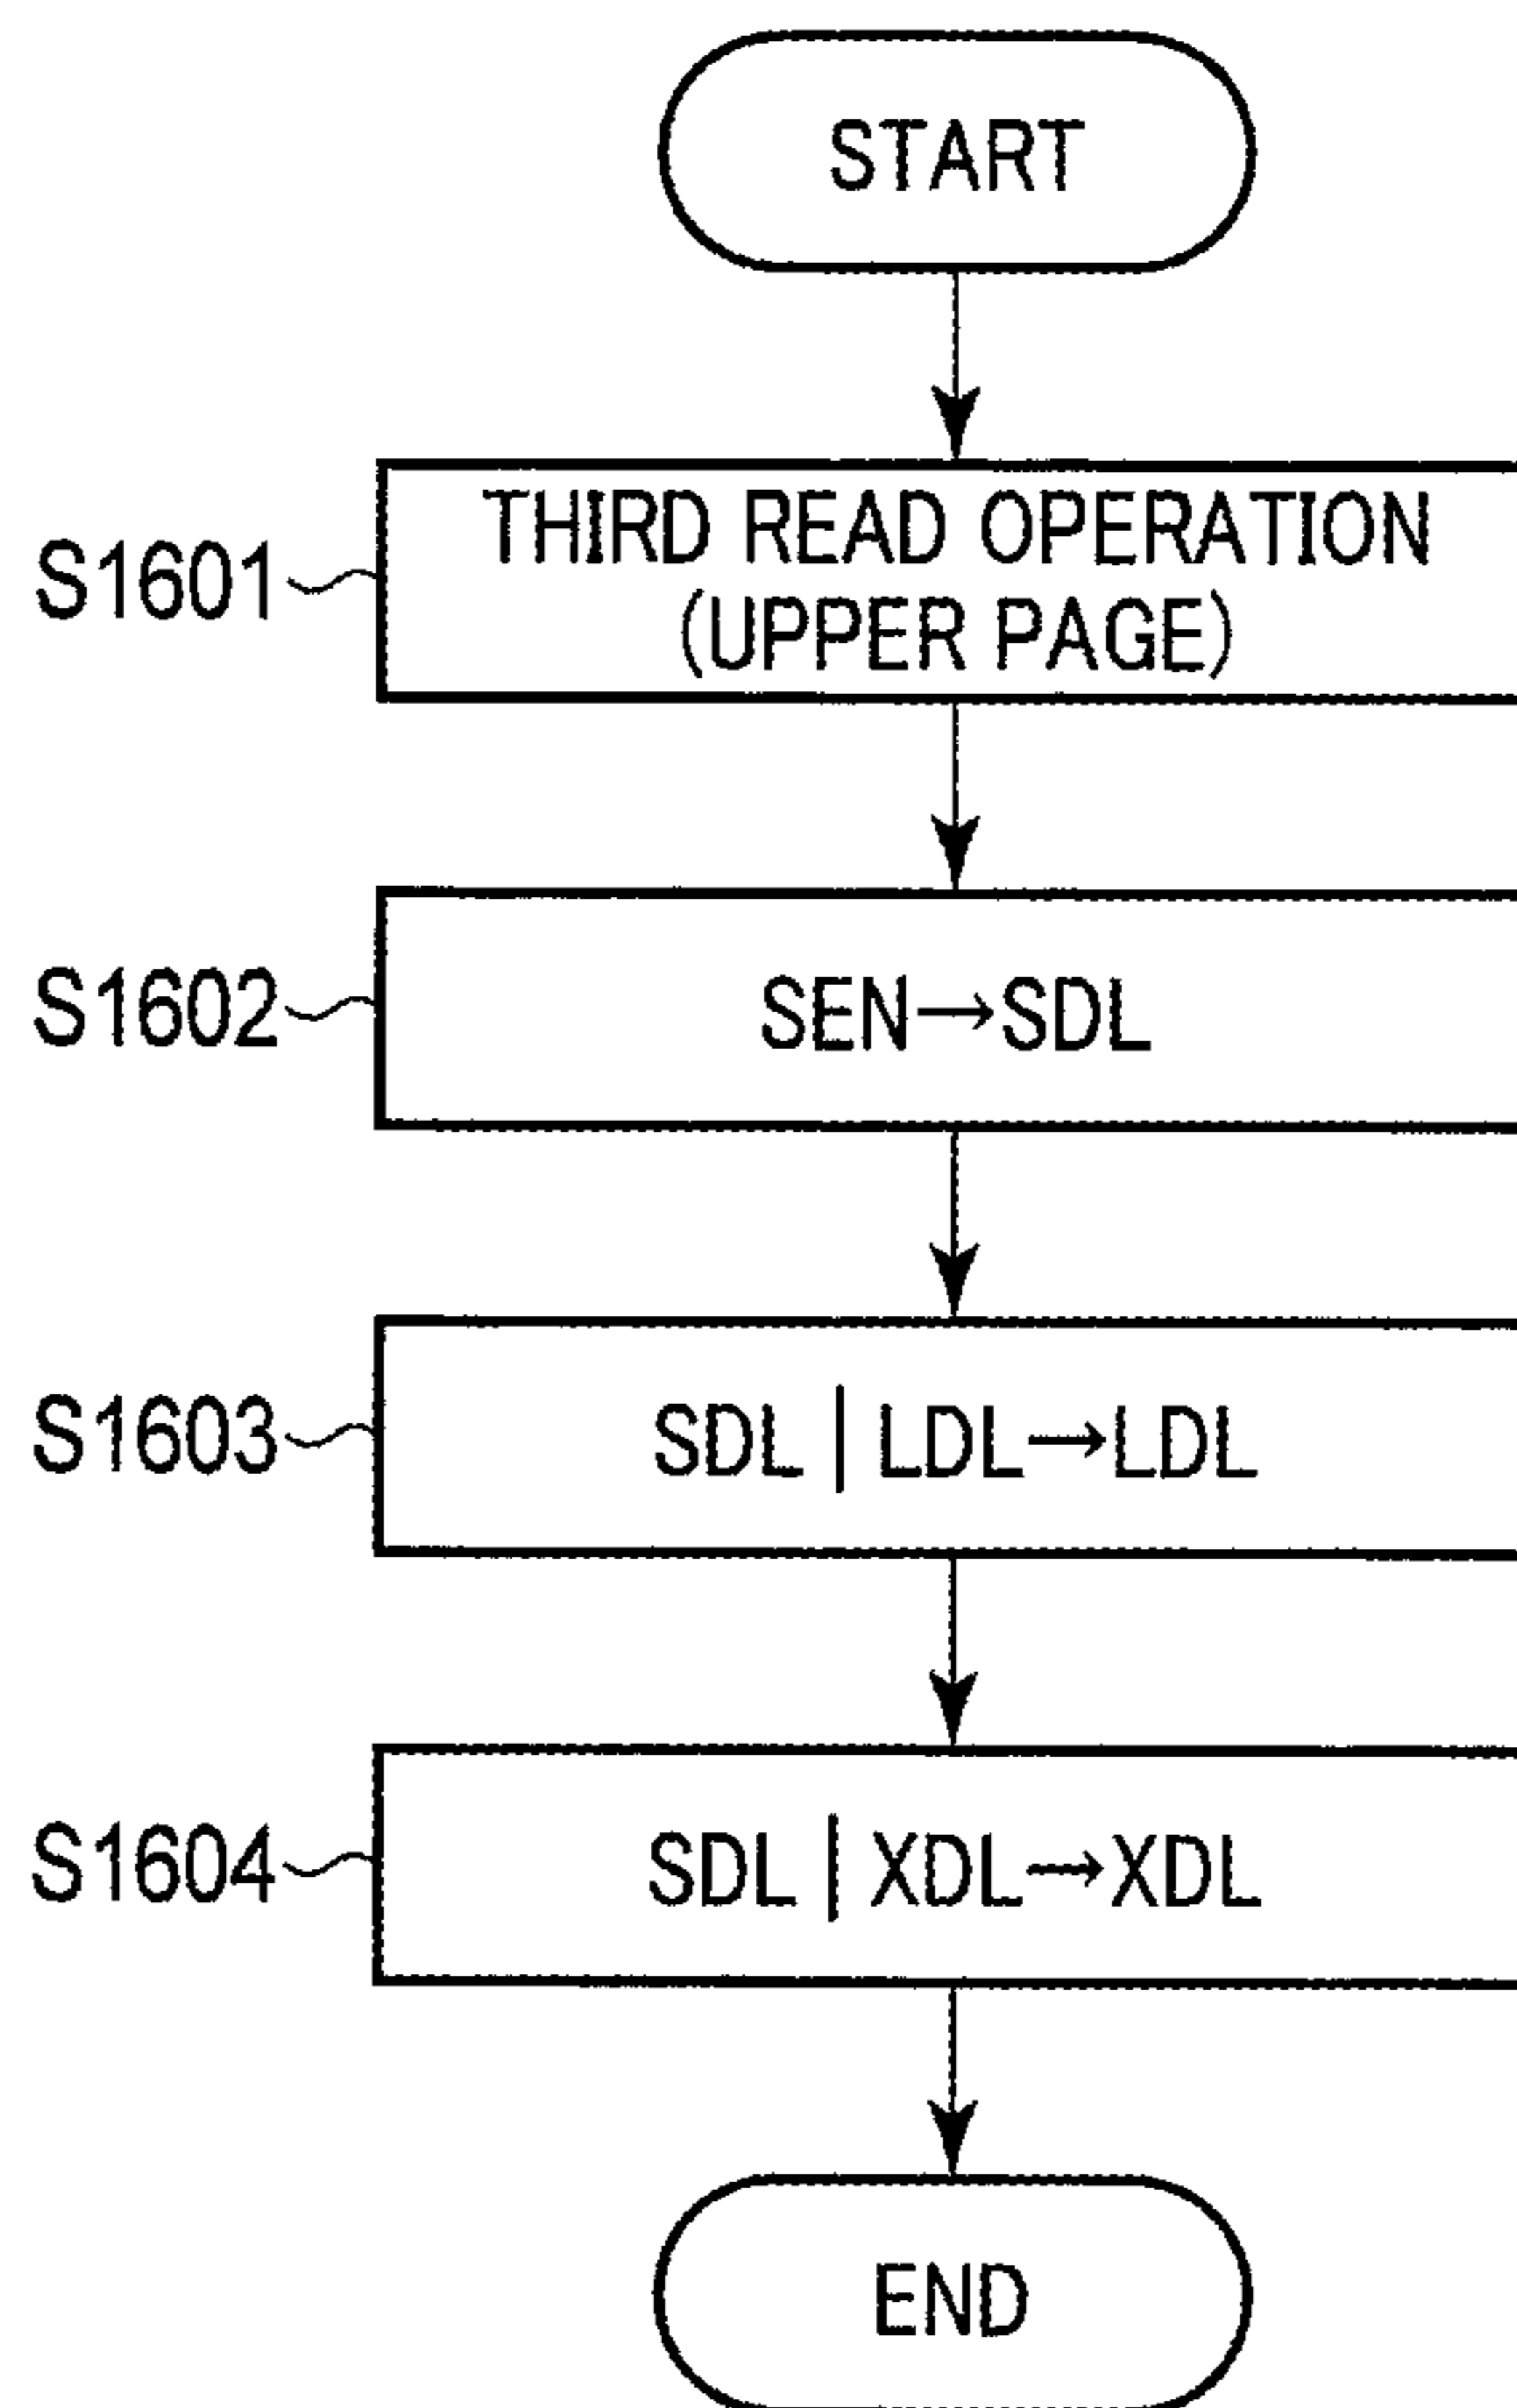 START
S1601
THIRD READ OPERATION
(UPPER PAGE)
S1602
SEN→SDL
S1603
SDL | LDL→LDL
S1604
SDL | XDL→XDL
END